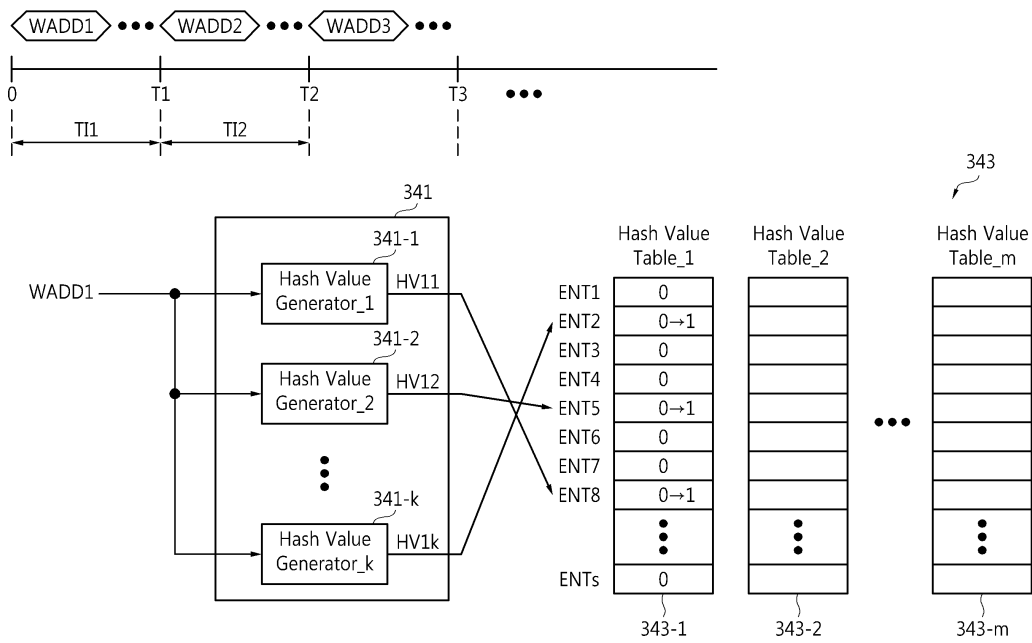 WADD1 ●●● WADD2 ●●● WADD3 ●●●
0 T1 T2 T3 ●●●
TI1 TI2
343
341
341-1
Hash Value
Generator_1
HV11
WADD1
341-2
Hash Value
Generator_2
HV12
341-k
Hash Value
Generator_k
HV1k
Hash Value
Table_1
Hash Value
Table_2
Hash Value
Table_m
ENT1 0
ENT2 0→1
ENT3 0
ENT4 0
ENT5 0→1
ENT6 0
ENT7 0
ENT8 0→1
ENTs 0
343-1 343-2 343-m